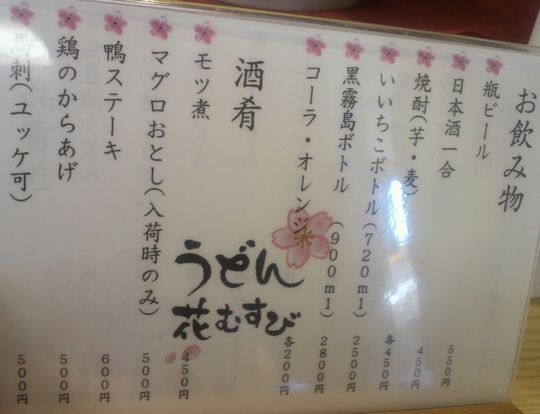 お飲み物
瓶ビール 550円
日本酒一合 450円
焼酎(芋・麦) 各450円
いいちこボトル(720ml) 2500円
黒霧島ボトル(900ml) 2800円
コーラ・オレンジ 各200円
酒肴
モツ煮 450円
マグロおとし(入荷時のみ) 500円
鴨ステーキ 600円
鶏のからあげ 500円
馬刺(ユッケ可) 500円
うどん
花むすび